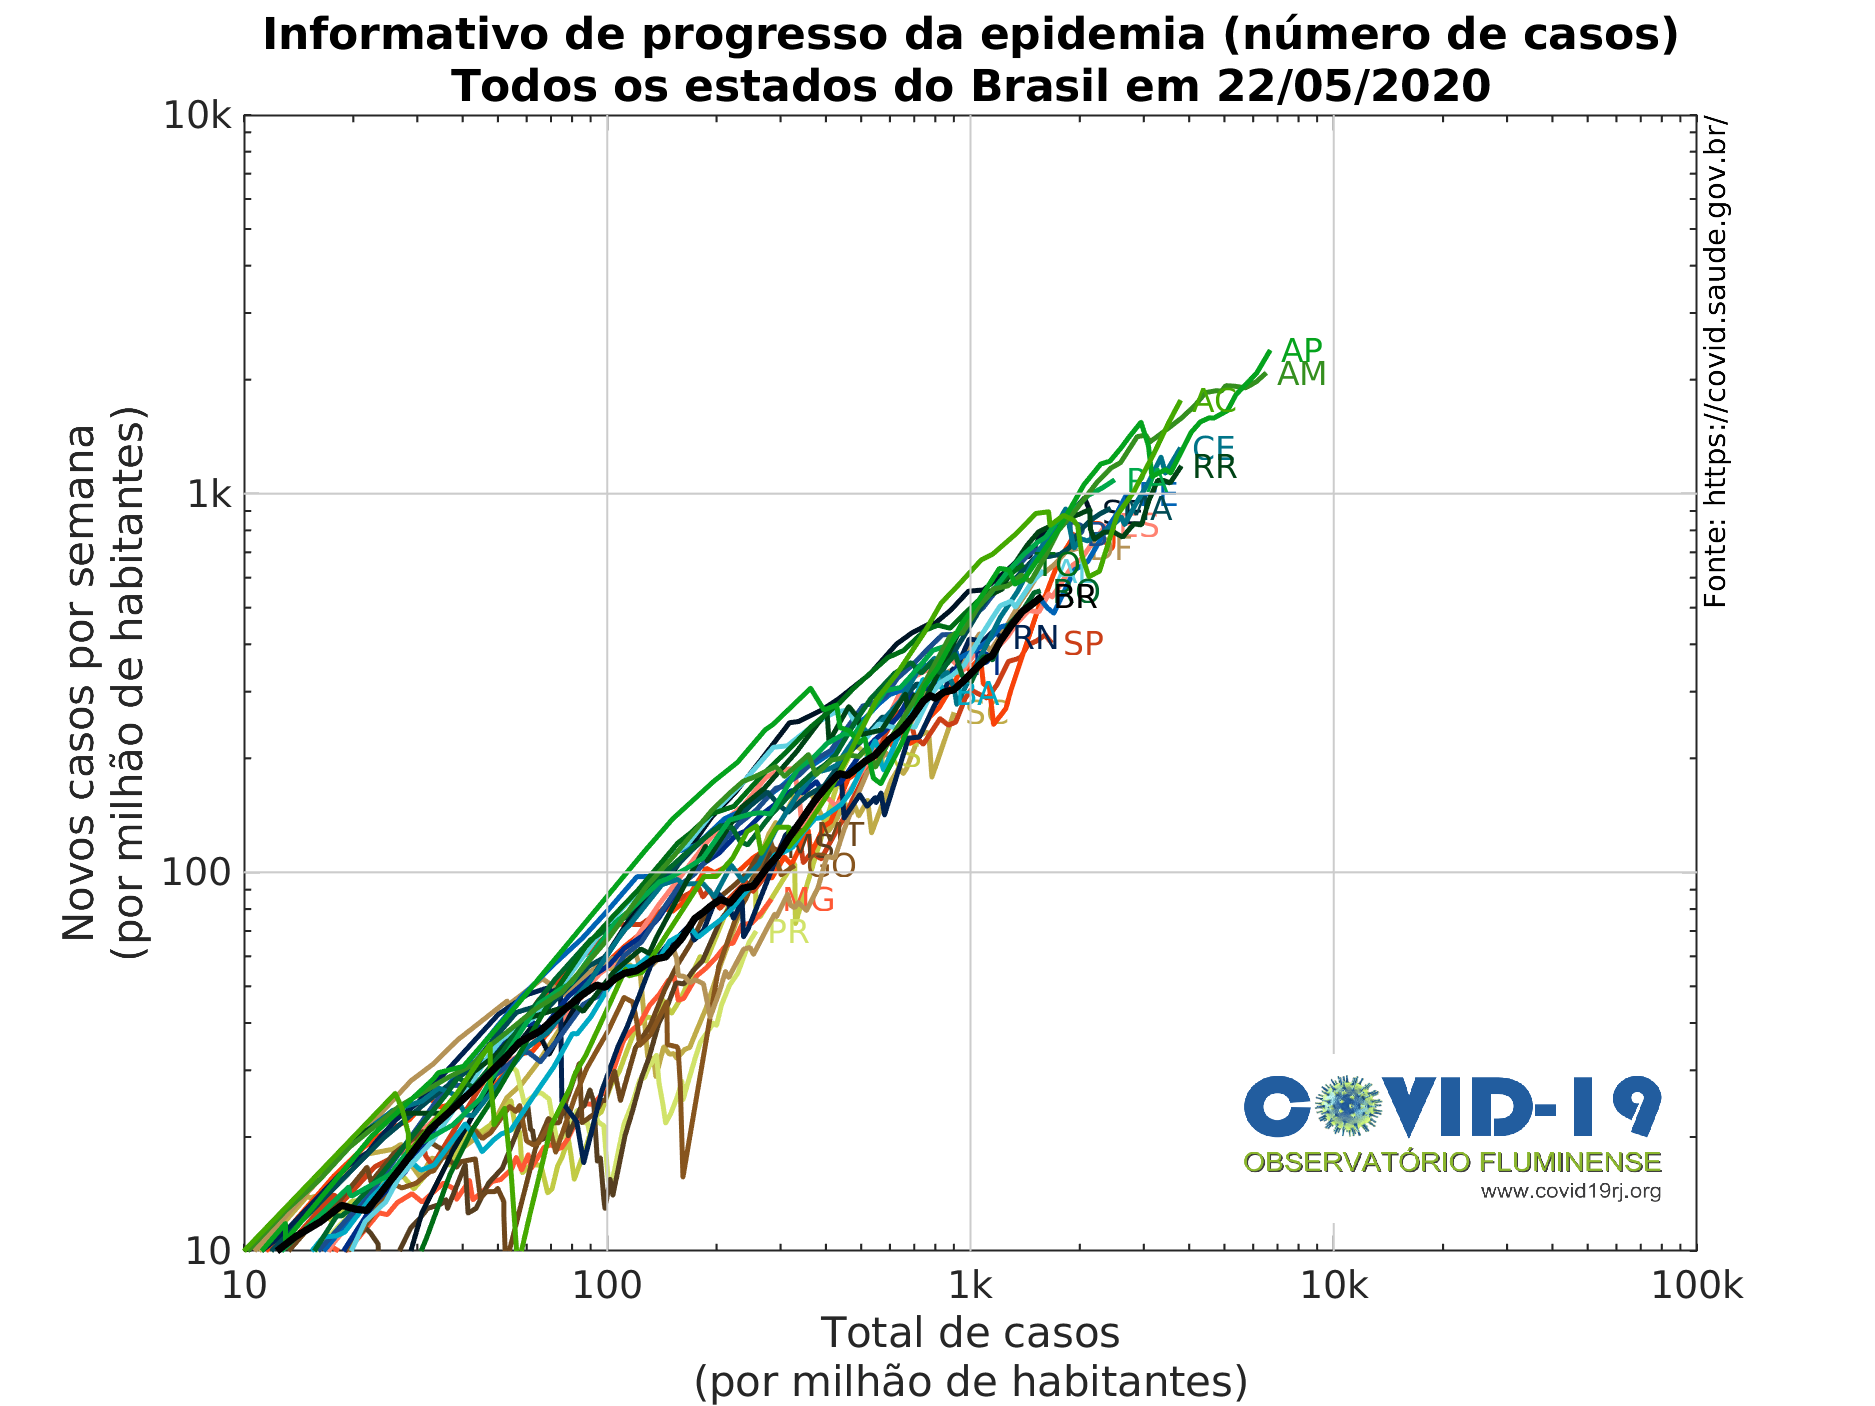 Informativo de progresso da epidemia (número de casos)
Todos os estados do Brasil em 22/05/2020
10k
1k
100
10
10
100
1k
10k
100k
Novos casos por semana
(por milhão de habitantes)
Total de casos
(por milhão de habitantes)
Fonte: https://covid.saude.gov.br/
AP
AM
AC
CE
RR
BR
RN
SP
SC
GO
MG
PR
COVID-19
OBSERVATÓRIO FLUMINENSE
www.covid19rj.org